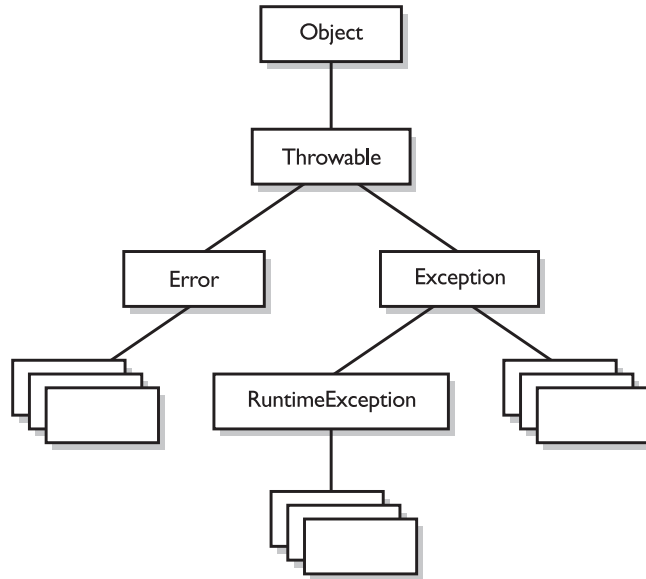 Object
Throwable
Error
Exception
RuntimeException